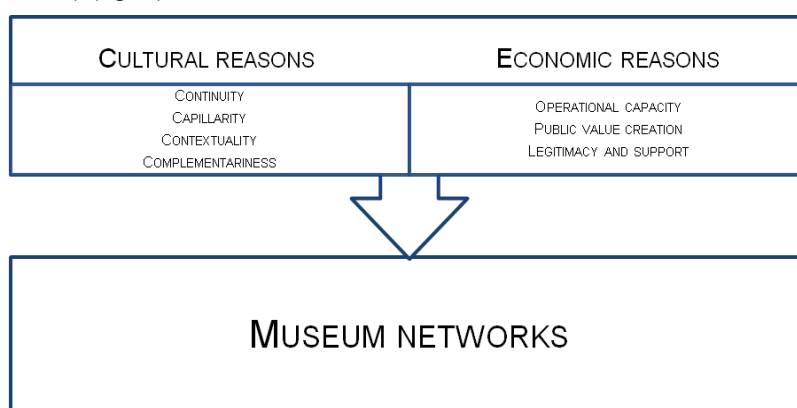 CULTURAL REASONS
ECONOMIC REASONS
CONTINUITY
CAPILLARITY
CONTEXTUALITY
COMPLEMENTARINESS
OPERATIONAL CAPACITY
PUBLIC VALUE CREATION
LEGITIMACY AND SUPPORT
MUSEUM NETWORKS